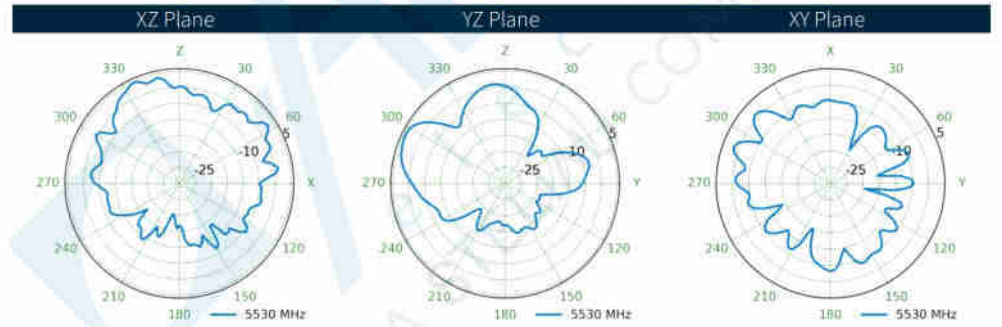 XZ Plane YZ Plane XY Plane
Z Z X
330 30 330 30 330 30
300 60 300 60 300 60
5 5 5
-10 -10 -10
-25 -25 -25
270 X 270 Y 270 Y
240 120 240 120 240 120
210 150 210 150 210 150
180 5530 MHz 180 5530 MHz 180 5530 MHz